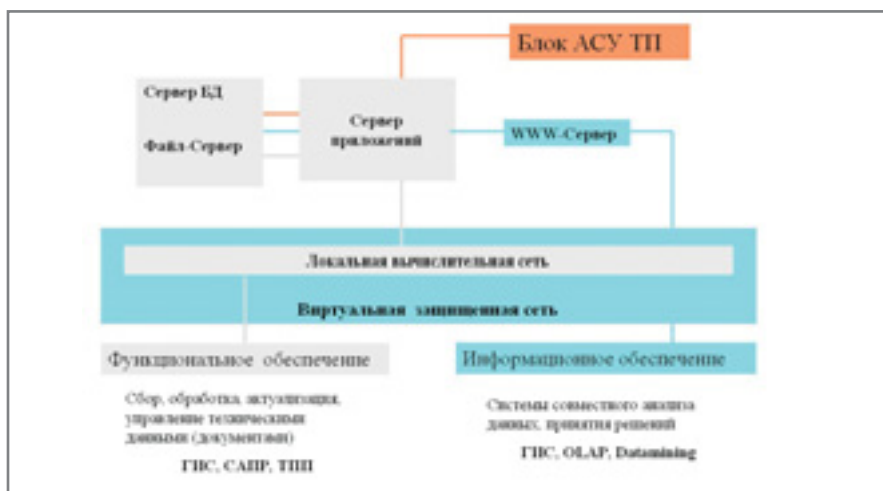 Блок АСУ ТП
Сервер БД
Файл-Сервер
Сервер
приложений
WWW-Сервер
Локальная вычислительная сеть
Виртуальная защищенная сеть
Функциональное обеспечение
Информационное обеспечение
Сбор, обработка, актуализация,
управление техническими
данными (документами)
ГИС, САПР, ТПП
Системы совместного анализа
данных, принятия решений
ГИС, OLAP, Datamining